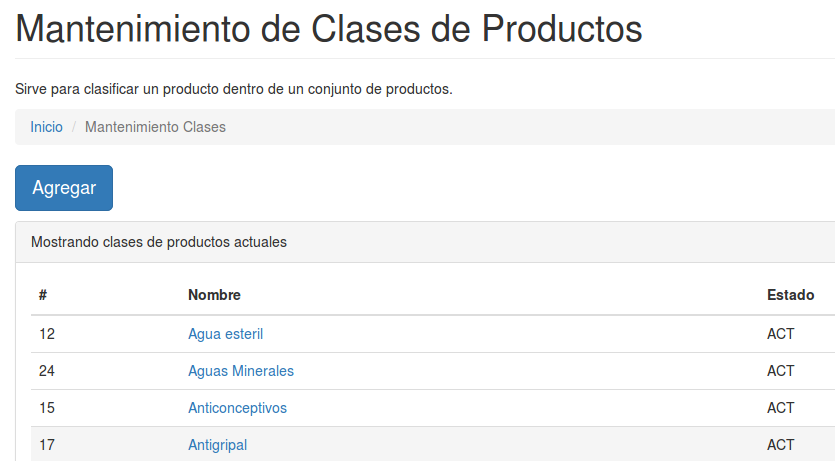 Mantenimiento de Clases de Productos
Sirve para clasificar un producto dentro de un conjunto de productos.
Inicio / Mantenimiento Clases
Agregar
Mostrando clases de productos actuales
# Nombre Estado
12 Agua esteril ACT
24 Aguas Minerales ACT
15 Anticonceptivos ACT
17 Antigripal ACT